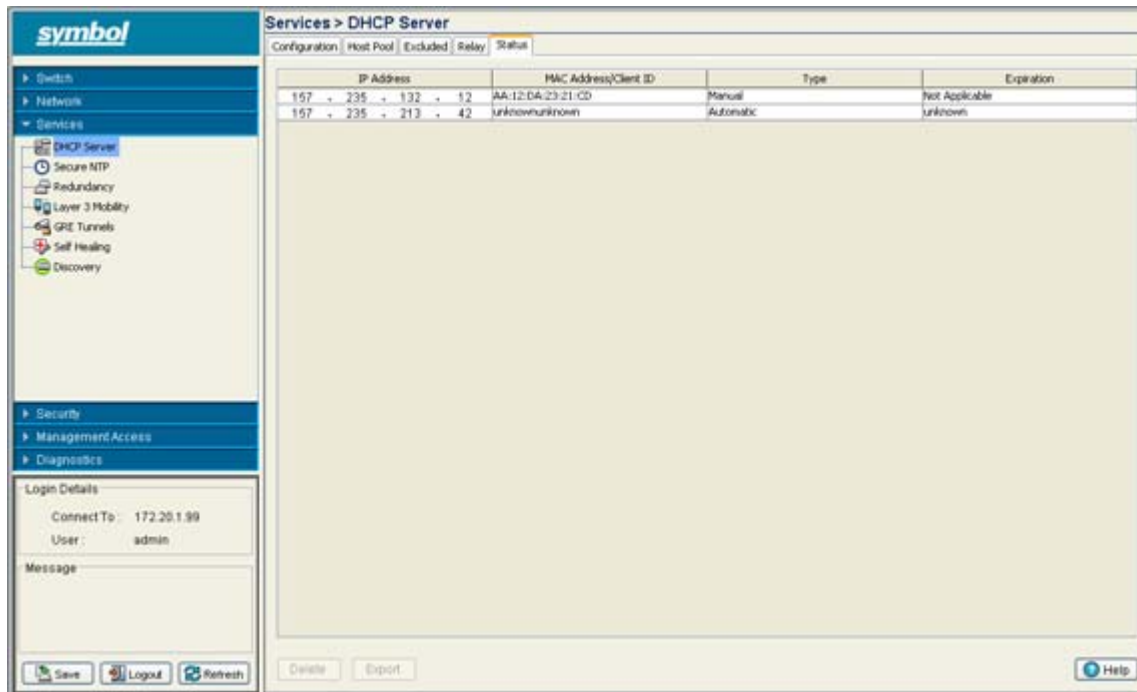 symbol
Services > DHCP Server
Configuration Host Pool Excluded Relay Status
IP Address MAC Address/Client ID Type Expiration
157 . 235 . 132 . 12 AA:12:DA:23:21:CD Manual Not Applicable
157 . 235 . 213 . 42 unknownunknown Automatic unknown
Switch
Network
Services
DHCP Server
Secure NTP
Redundancy
Layer 3 Mobility
GRE Tunnels
Self Healing
Discovery
Security
Management Access
Diagnostics
Login Details
Connect To : 172.20.1.99
User : admin
Message
Save Logout Refresh
Delete Export Help